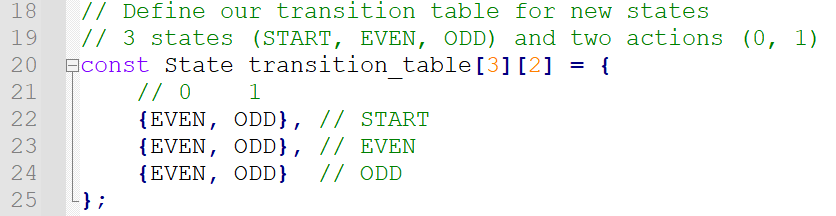 18 // Define our transition table for new states
19 // 3 states (START, EVEN, ODD) and two actions (0, 1)
20 const State transition_table[3][2] = {
21     // 0    1
22     {EVEN, ODD}, // START
23     {EVEN, ODD}, // EVEN
24     {EVEN, ODD}  // ODD
25 };